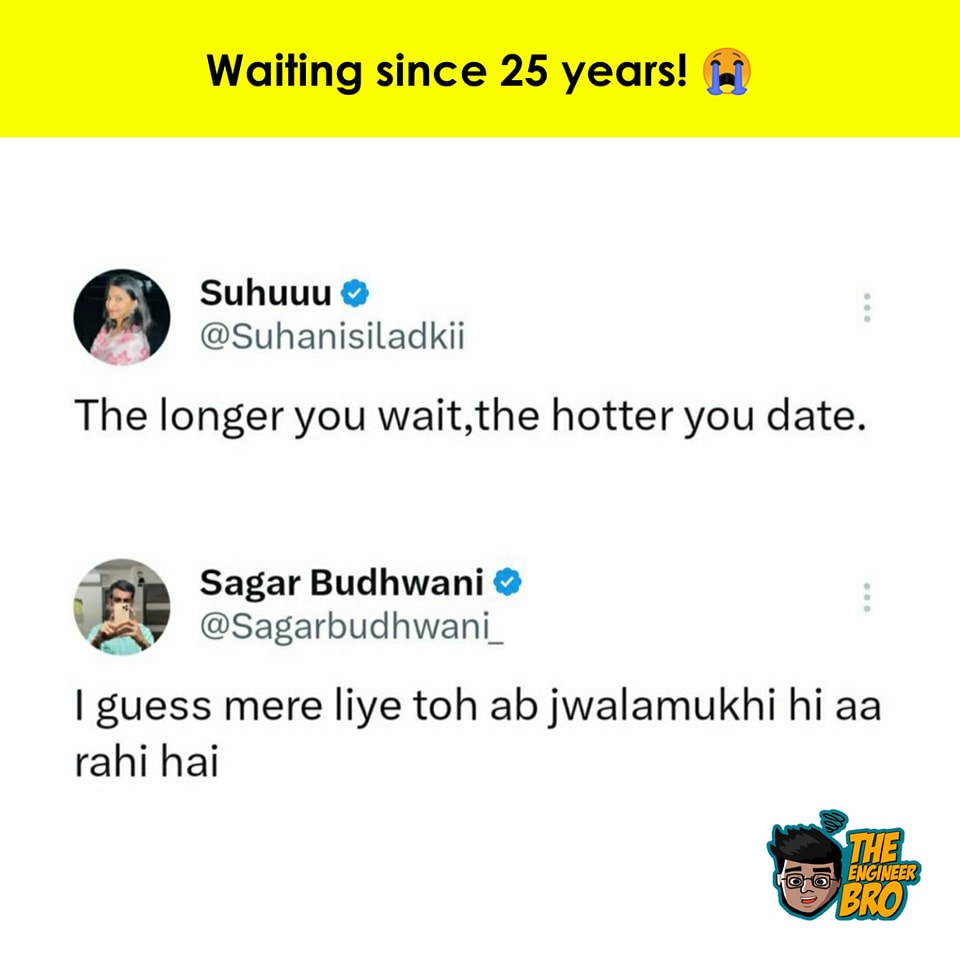 Waiting since 25 years! 😭
Suhuuu
@Suhanisiladkii
The longer you wait,the hotter you date.
Sagar Budhwani
@Sagarbudhwani_
I guess mere liye toh ab jwalamukhi hi aa
rahi hai
THE
ENGINEER
BRO